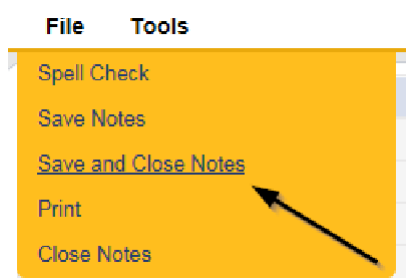 File Tools
Spell Check
Save Notes
Save and Close Notes
Print
Close Notes